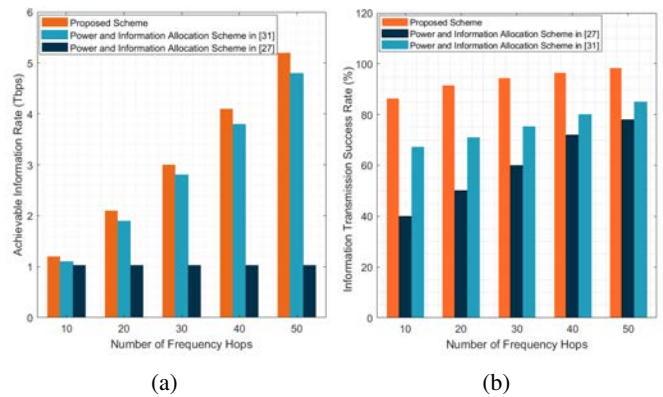 Proposed Scheme
Power and Information Allocation Scheme in [31]
Power and Information Allocation Scheme in [27]
Achievable Information Rate (Tbps)
6
5
4
3
2
1
0
10 20 30 40 50
Number of Frequency Hops
(a)
Proposed Scheme
Power and Information Allocation Scheme in [27]
Power and Information Allocation Scheme in [31]
Information Transmission Success Rate (%)
120
100
80
60
40
20
0
10 20 30 40 50
Number of Frequency Hops
(b)